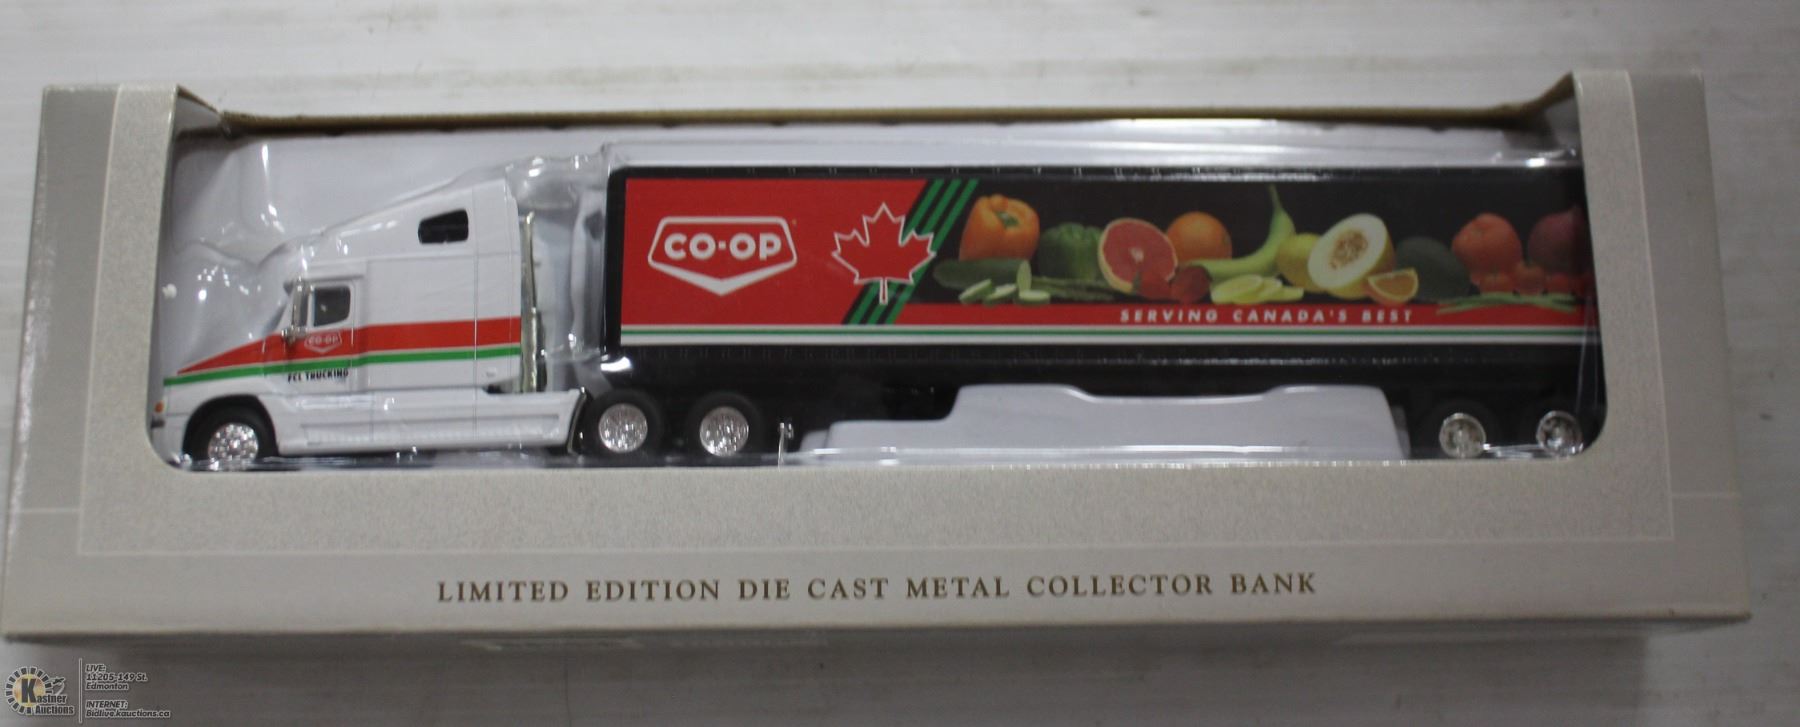 CO-OP
SERVING CANADA'S BEST
CO-OP
FCL TRUCKING
LIMITED EDITION DIE CAST METAL COLLECTOR BANK
Kastner
Auctions
LIVE:
11205-149 St.
Edmonton
INTERNET:
Bidlive.kauctions.ca